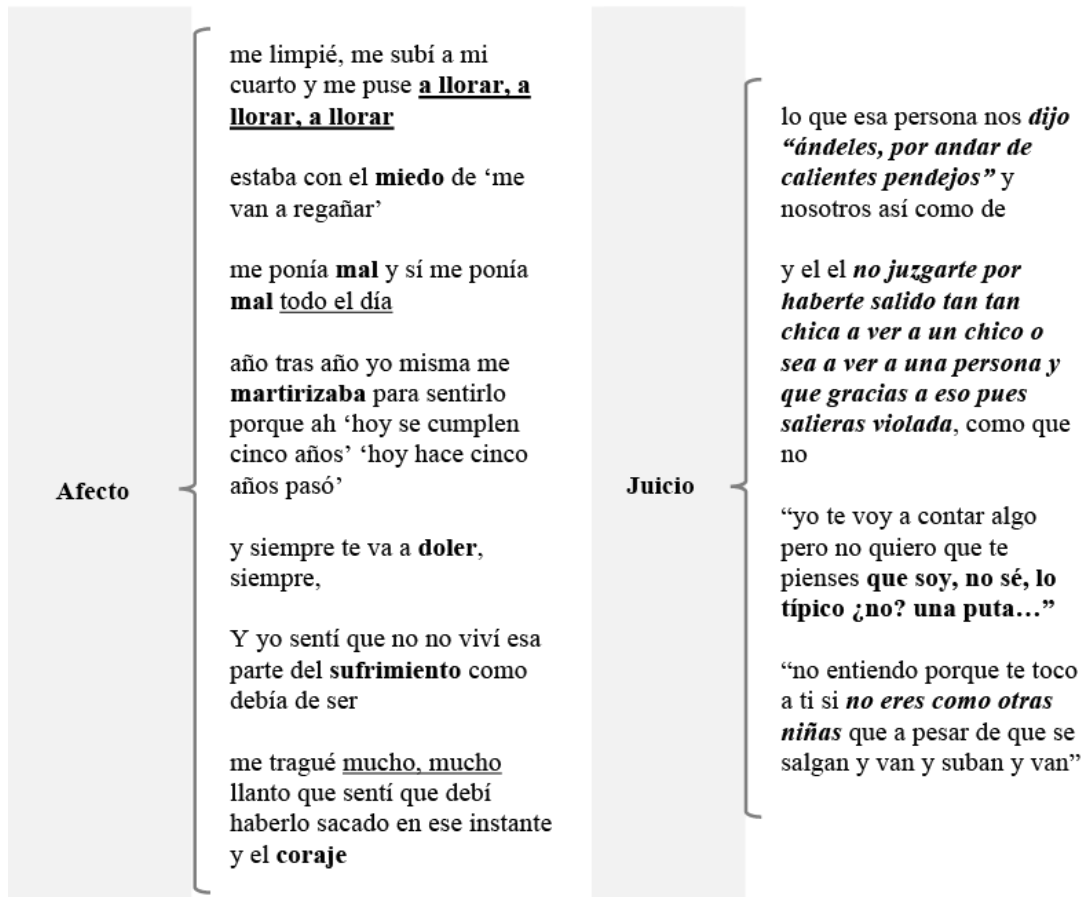 Afecto
me limpié, me subí a mi
cuarto y me puse a llorar, a
llorar, a llorar
estaba con el miedo de ‘me
van a regañar’
me ponía mal y sí me ponía
mal todo el día
año tras año yo misma me
martirizaba para sentirlo
porque ah ‘hoy se cumplen
cinco años’ ‘hoy hace cinco
años pasó’
y siempre te va a doler,
siempre,
Y yo sentí que no no viví esa
parte del sufrimiento como
debía de ser
me tragué mucho, mucho
llanto que sentí que debí
haberlo sacado en ese instante
y el coraje
Juicio
lo que esa persona nos dijo
“ándeles, por andar de
calientes pendejos” y
nosotros así como de
y el el no juzgarte por
haberte salido tan tan
chica a ver a un chico o
sea a ver a una persona y
que gracias a eso pues
salieras violada, como que
no
“yo te voy a contar algo
pero no quiero que te
pienses que soy, no sé, lo
típico ¿no? una puta…”
“no entiendo porque te toco
a ti si no eres como otras
niñas que a pesar de que se
salgan y van y suban y van”